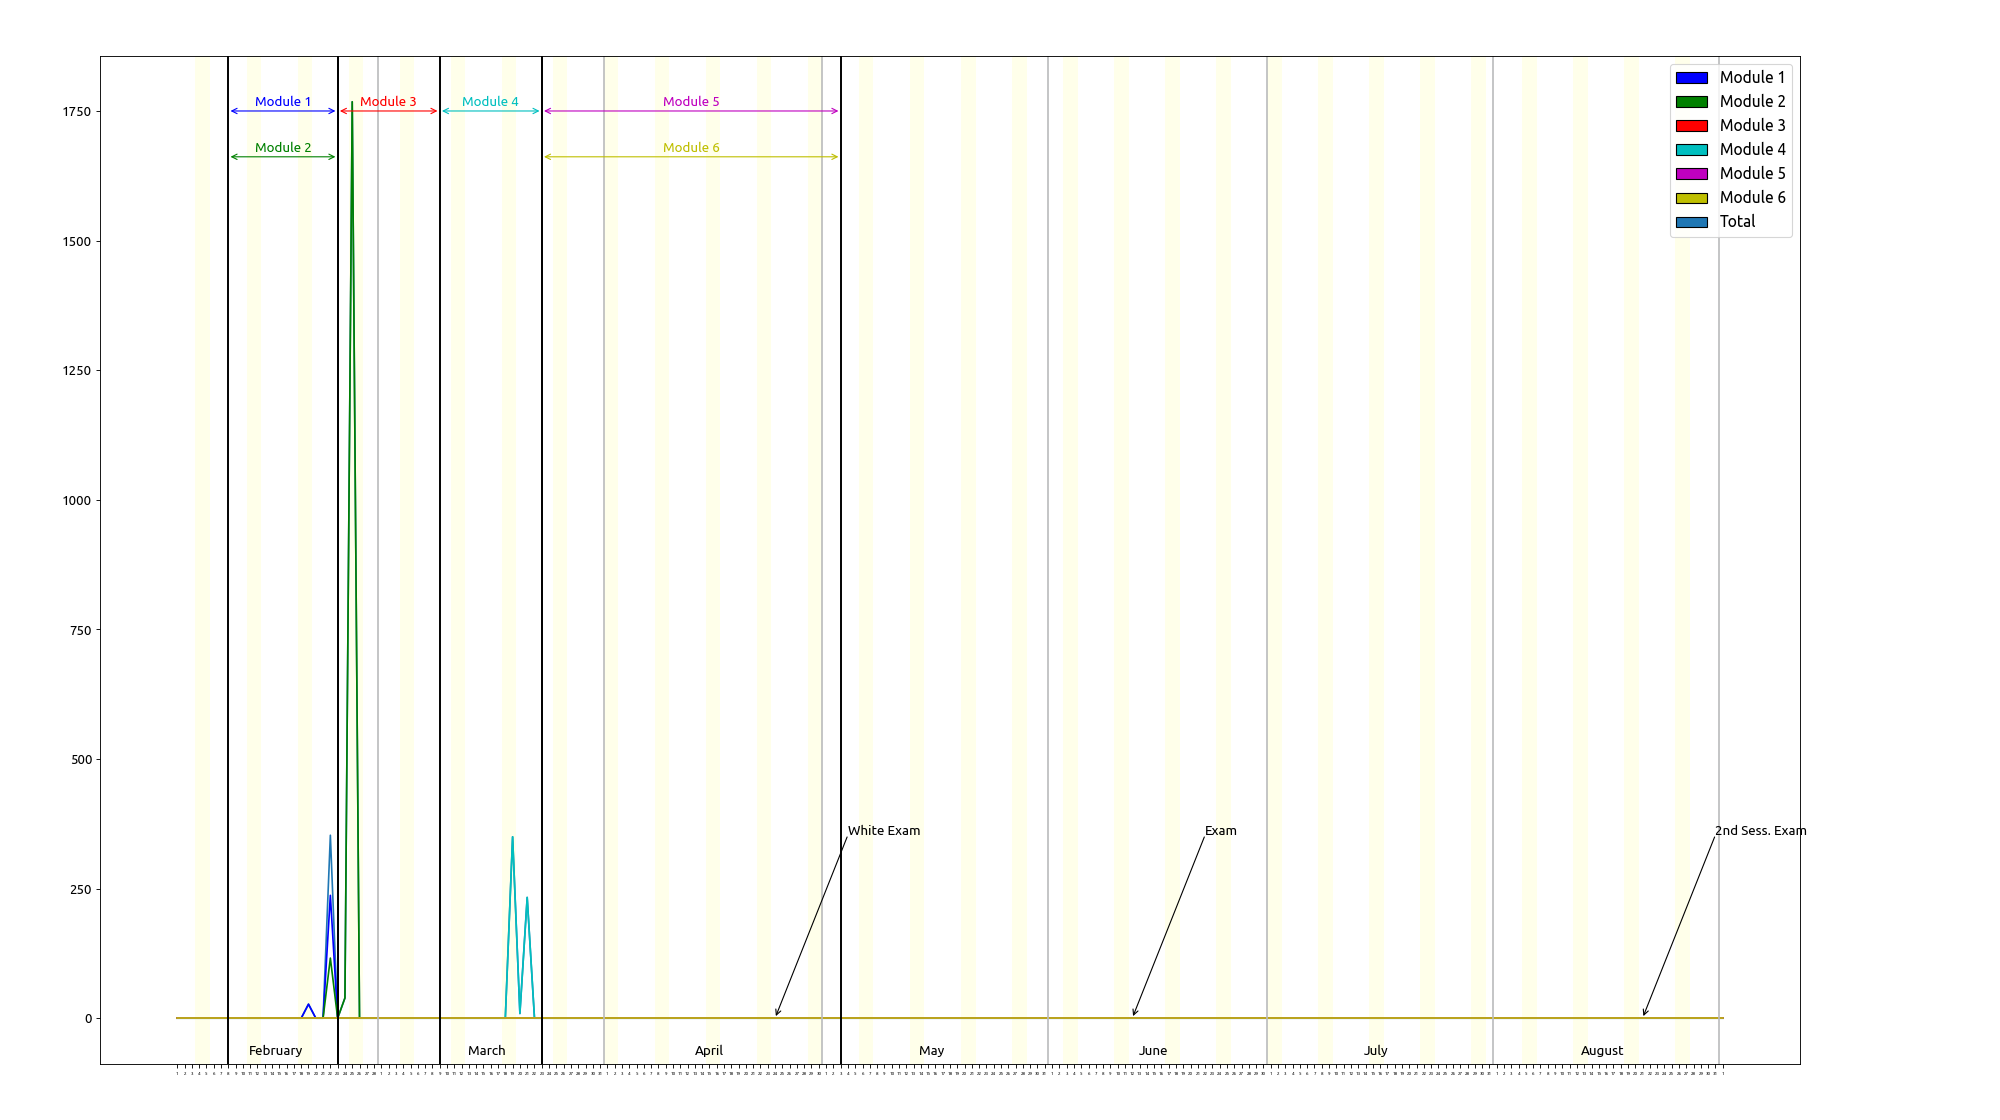 Module 1
Module 3
Module 4
Module 5
Module 2
Module 6
Module 1
Module 2
Module 3
Module 4
Module 5
Module 6
Total
1750
1500
1250
1000
750
500
250
0
White Exam
Exam
2nd Sess. Exam
February
March
April
May
June
July
August